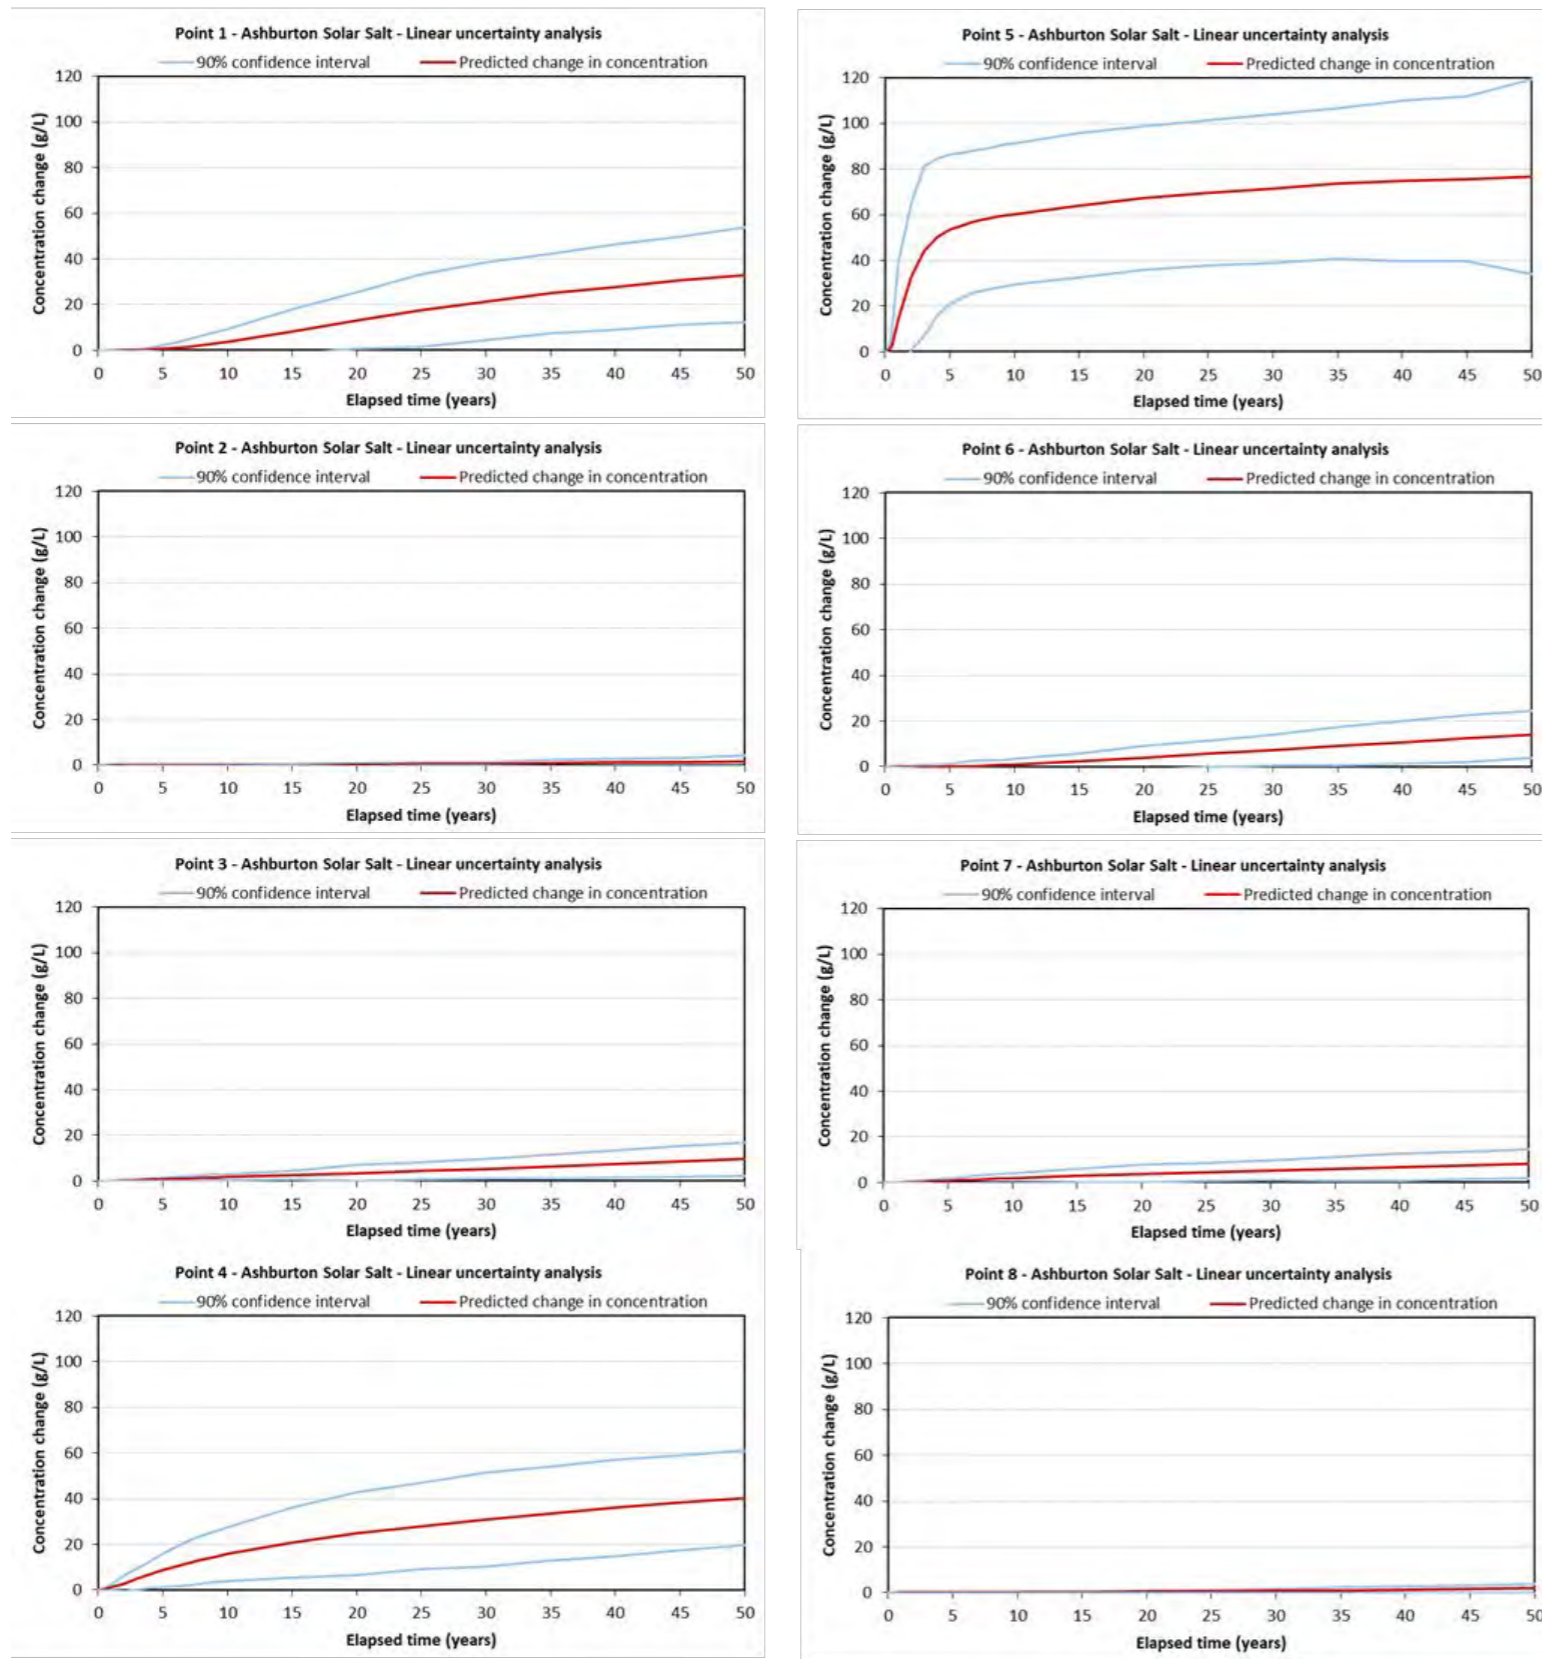 Point 1 - Ashburton Solar Salt - Linear uncertainty analysis
90% confidence interval Predicted change in concentration
Concentration change (g/L)
120
100
80
60
40
20
0
0 5 10 15 20 25 30 35 40 45 50
Elapsed time (years)
Point 5 - Ashburton Solar Salt - Linear uncertainty analysis
90% confidence interval Predicted change in concentration
Concentration change (g/L)
120
100
80
60
40
20
0
0 5 10 15 20 25 30 35 40 45 50
Elapsed time (years)
Point 2 - Ashburton Solar Salt - Linear uncertainty analysis
90% confidence interval Predicted change in concentration
Concentration change (g/L)
120
100
80
60
40
20
0
0 5 10 15 20 25 30 35 40 45 50
Elapsed time (years)
Point 6 - Ashburton Solar Salt - Linear uncertainty analysis
90% confidence interval Predicted change in concentration
Concentration change (g/L)
120
100
80
60
40
20
0
0 5 10 15 20 25 30 35 40 45 50
Elapsed time (years)
Point 3 - Ashburton Solar Salt - Linear uncertainty analysis
90% confidence interval Predicted change in concentration
Concentration change (g/L)
120
100
80
60
40
20
0
0 5 10 15 20 25 30 35 40 45 50
Elapsed time (years)
Point 7 - Ashburton Solar Salt - Linear uncertainty analysis
90% confidence interval Predicted change in concentration
Concentration change (g/L)
120
100
80
60
40
20
0
0 5 10 15 20 25 30 35 40 45 50
Elapsed time (years)
Point 4 - Ashburton Solar Salt - Linear uncertainty analysis
90% confidence interval Predicted change in concentration
Concentration change (g/L)
120
100
80
60
40
20
0
0 5 10 15 20 25 30 35 40 45 50
Elapsed time (years)
Point 8 - Ashburton Solar Salt - Linear uncertainty analysis
90% confidence interval Predicted change in concentration
Concentration change (g/L)
120
100
80
60
40
20
0
0 5 10 15 20 25 30 35 40 45 50
Elapsed time (years)